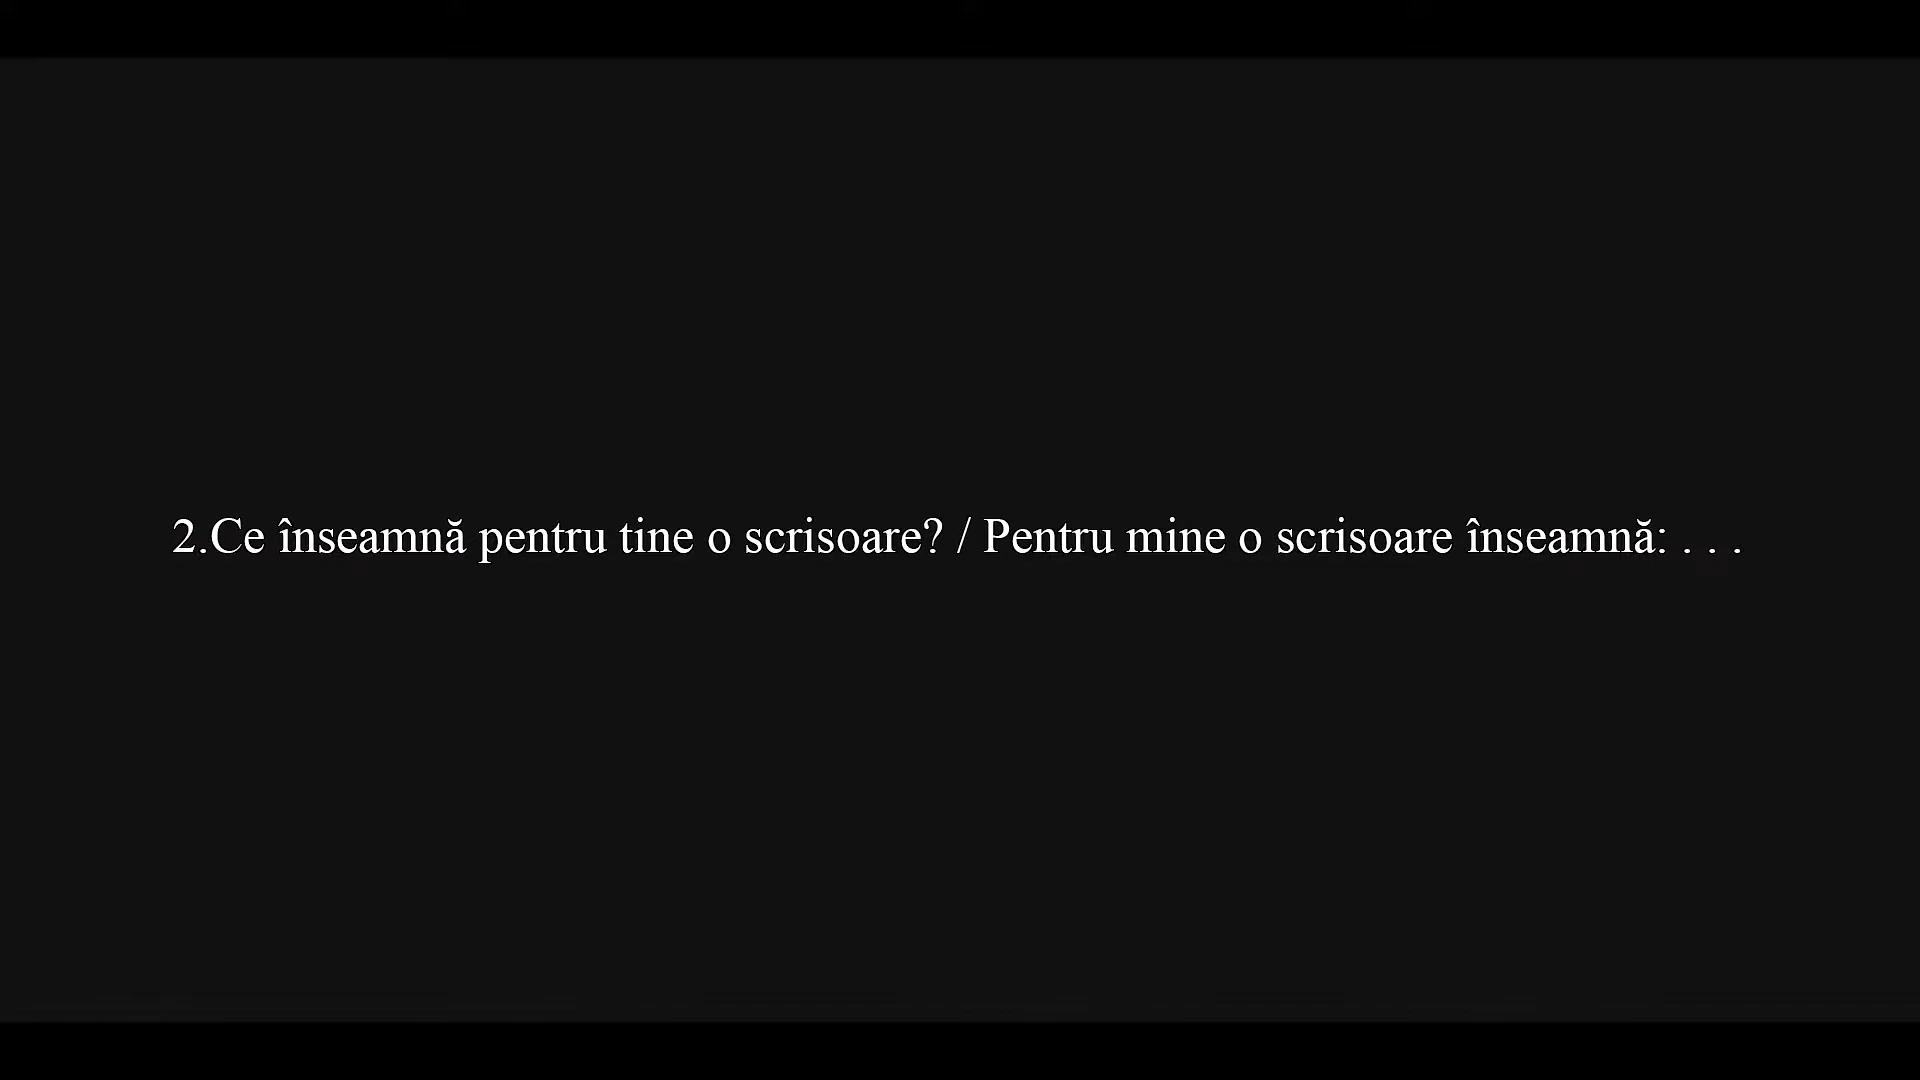 2.Ce înseamnă pentru tine o scrisoare? / Pentru mine o scrisoare înseamnă: . . .